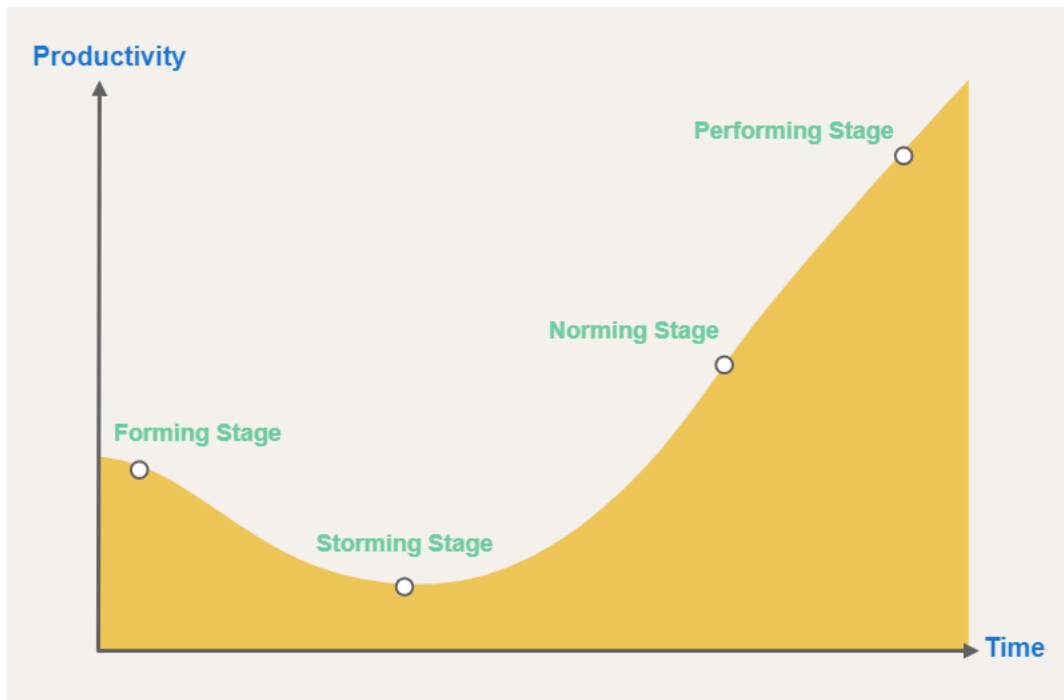 Productivity
Performing Stage
Norming Stage
Forming Stage
Storming Stage
Time